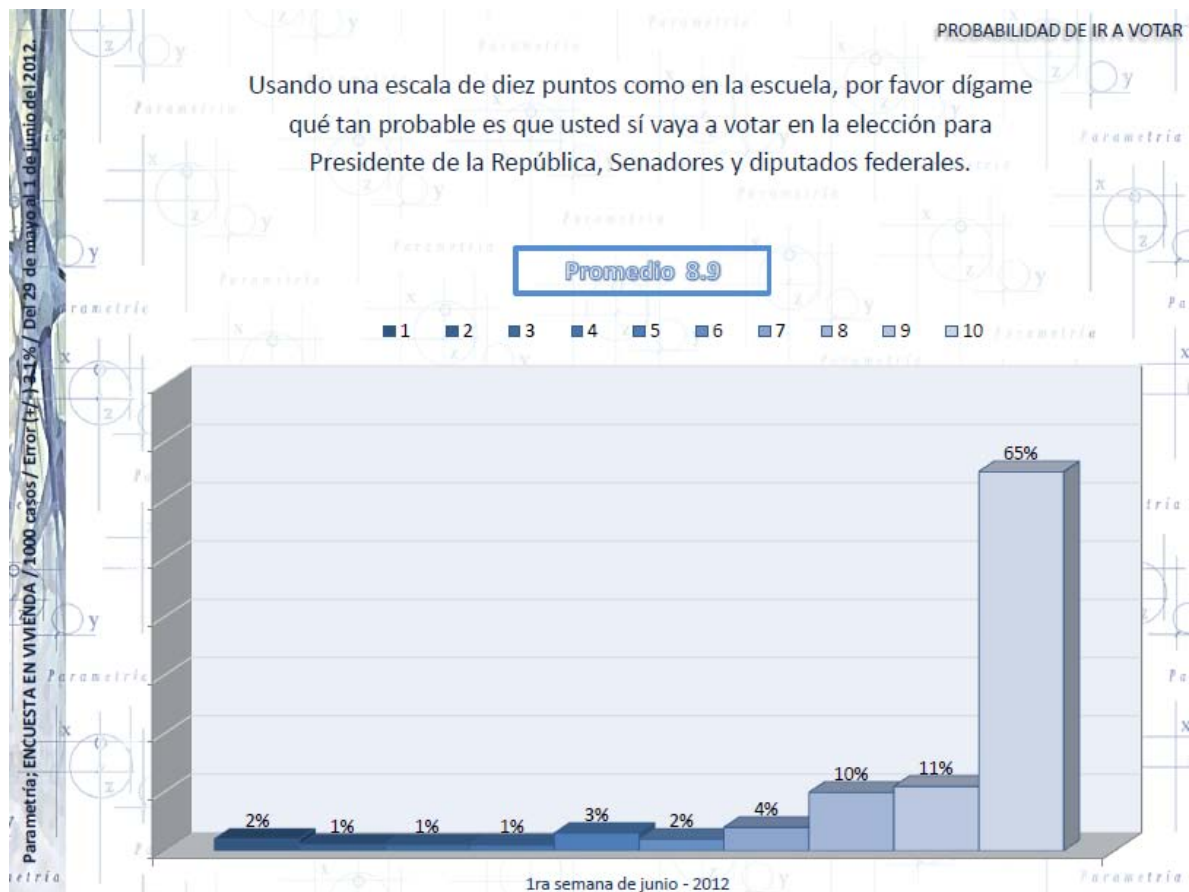 PROBABILIDAD DE IR A VOTAR
Usando una escala de diez puntos como en la escuela, por favor dígame
qué tan probable es que usted sí vaya a votar en la elección para
Presidente de la República, Senadores y diputados federales.
Promedio 8.9
1 2 3 4 5 6 7 8 9 10
2% 1% 1% 1% 3% 2% 4% 10% 11% 65%
1ra semana de junio - 2012
Parametría; ENCUESTA EN VIVIENDA / 1000 casos / Error (+/-) 3.1% / Del 29 de mayo al 1 de junio del 2012.